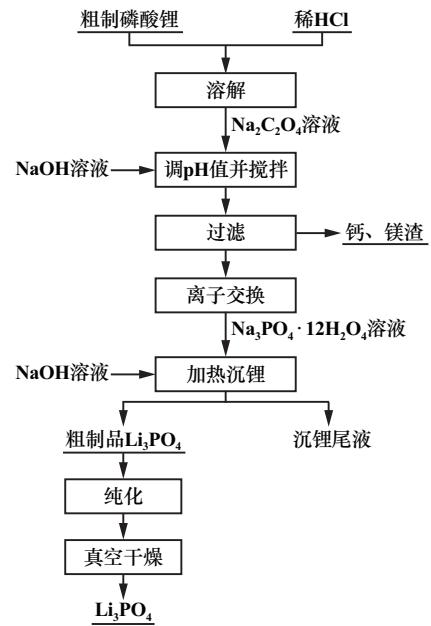 粗制磷酸锂
稀HCl
溶解
Na₂C₂O₄溶液
NaOH溶液
调pH值并搅拌
过滤
钙、镁渣
离子交换
Na₃PO₄·12H₂O₄溶液
NaOH溶液
加热沉锂
粗制品Li₃PO₄
沉锂尾液
纯化
真空干燥
Li₃PO₄